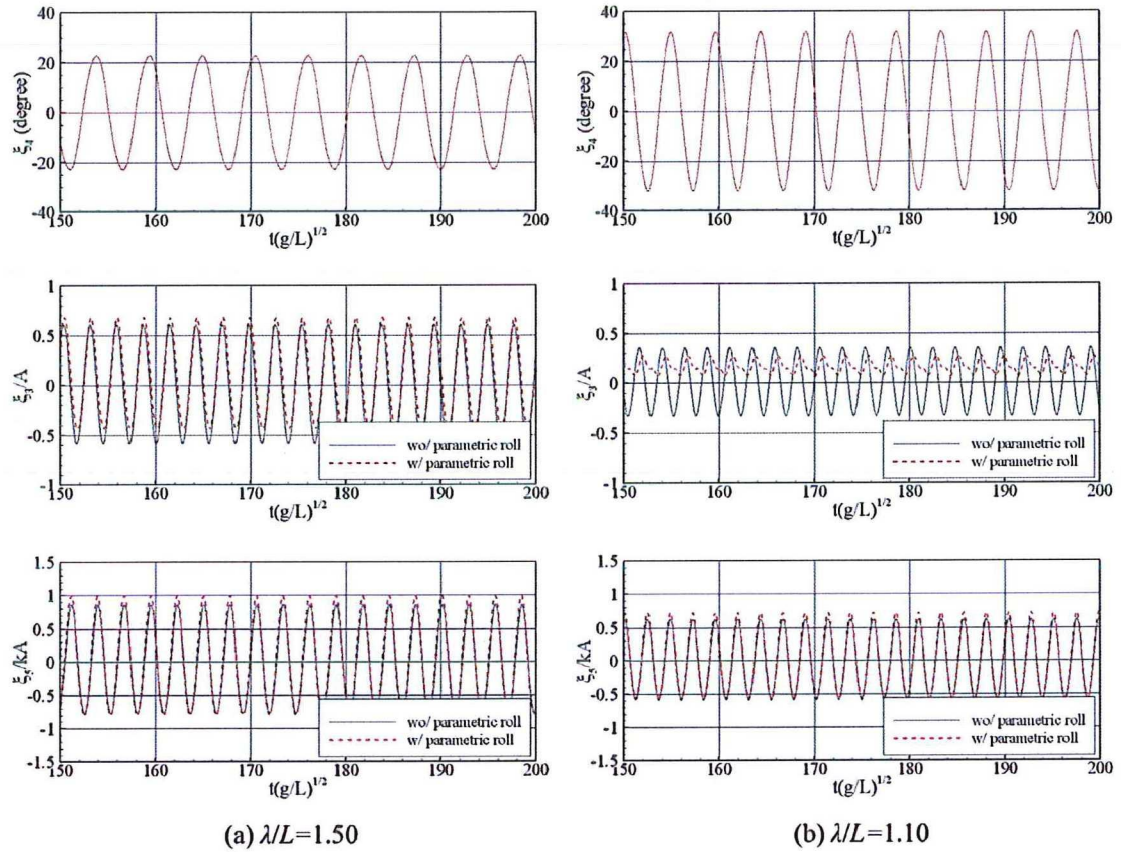 40
20
0
-20
-40
ξ₄ (degree)
150 160 170 180 190 200
t(g/L)^1/2
40
20
0
-20
-40
ξ₄ (degree)
150 160 170 180 190 200
t(g/L)^1/2
1
0.5
0
-0.5
-1
ξ₃/A
wo/ parametric roll
w/ parametric roll
150 160 170 180 190 200
t(g/L)^1/2
1
0.5
0
-0.5
-1
ξ₃/A
wo/ parametric roll
w/ parametric roll
150 160 170 180 190 200
t(g/L)^1/2
1.5
1
0.5
0
-0.5
-1
-1.5
ξ₅/kA
wo/ parametric roll
w/ parametric roll
150 160 170 180 190 200
t(g/L)^1/2
1.5
1
0.5
0
-0.5
-1
-1.5
ξ₅/kA
wo/ parametric roll
w/ parametric roll
150 160 170 180 190 200
t(g/L)^1/2
(a) λ/L=1.50
(b) λ/L=1.10